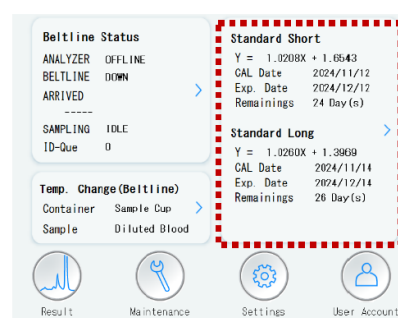 Beltline Status
ANALYZER OFFLINE
BELTLINE DOWN
ARRIVED
-----
SAMPLING IDLE
ID-Que 0
Temp. Change(Beltline)
Container Sample Cup
Sample Diluted Blood
Standard Short
Y = 1.0208X + 1.6543
CAL Date 2024/11/12
Exp. Date 2024/12/12
Remainings 24 Day(s)
Standard Long
Y = 1.0260X + 1.3969
CAL Date 2024/11/14
Exp. Date 2024/12/14
Remainings 26 Day(s)
Result Maintenance Settings User Account